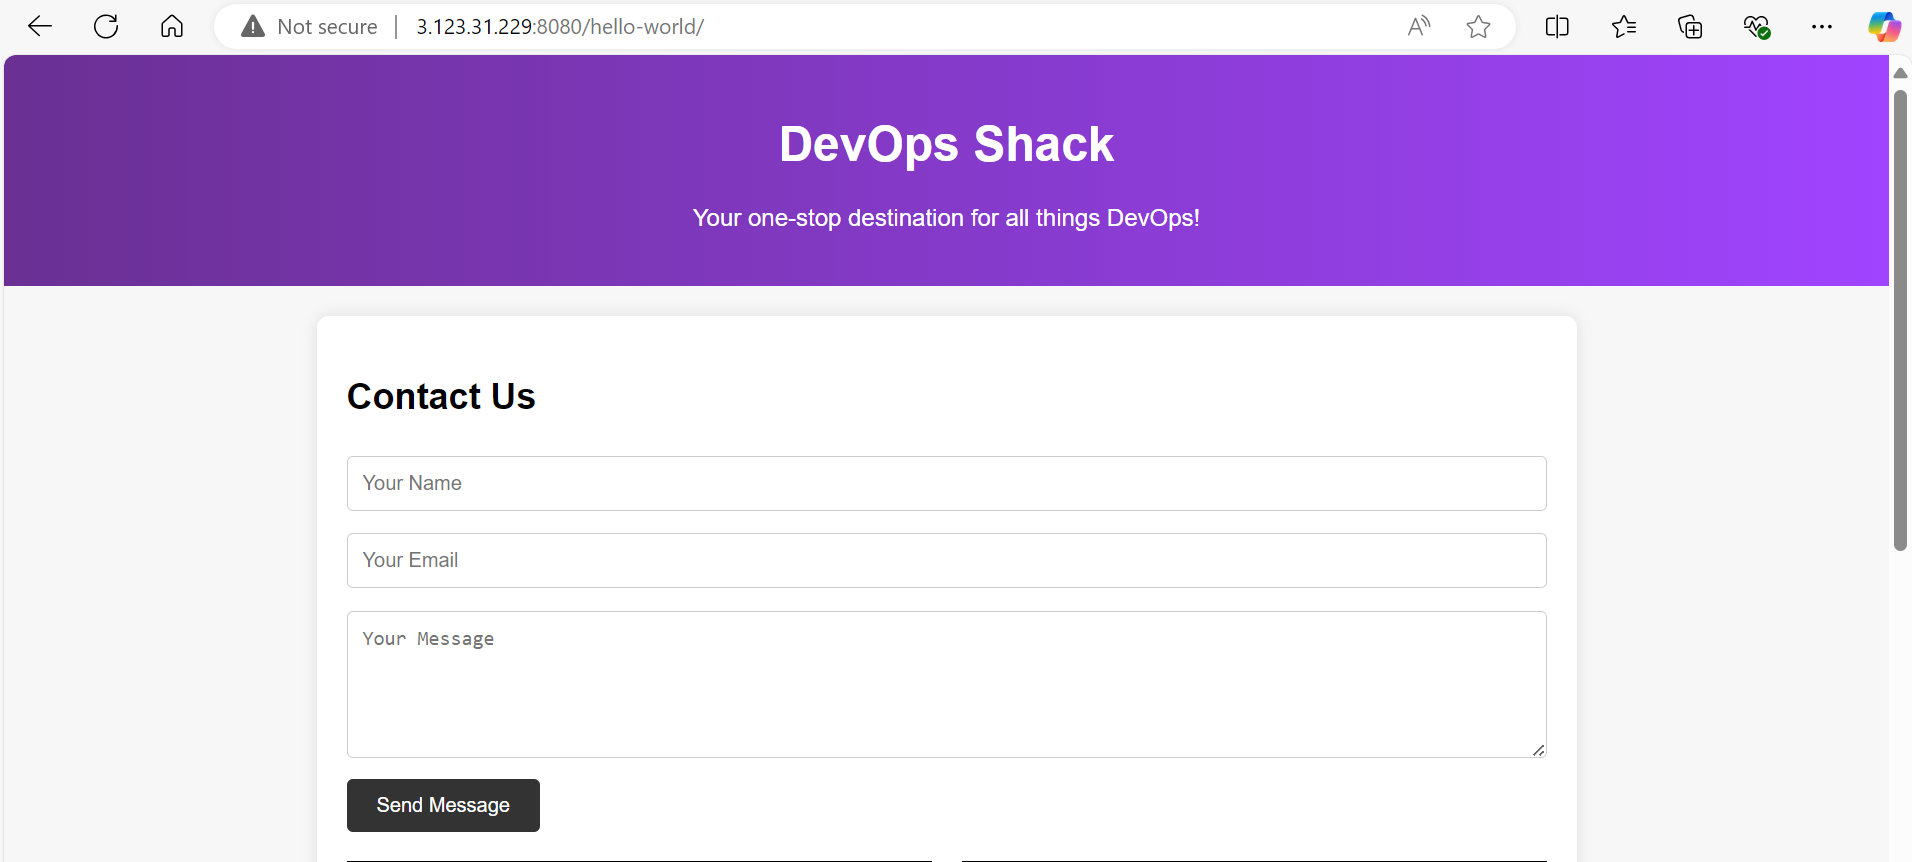 Not secure
3.123.31.229:8080/hello-world/
DevOps Shack
Your one-stop destination for all things DevOps!
Contact Us
Your Name
Your Email
Your Message
Send Message